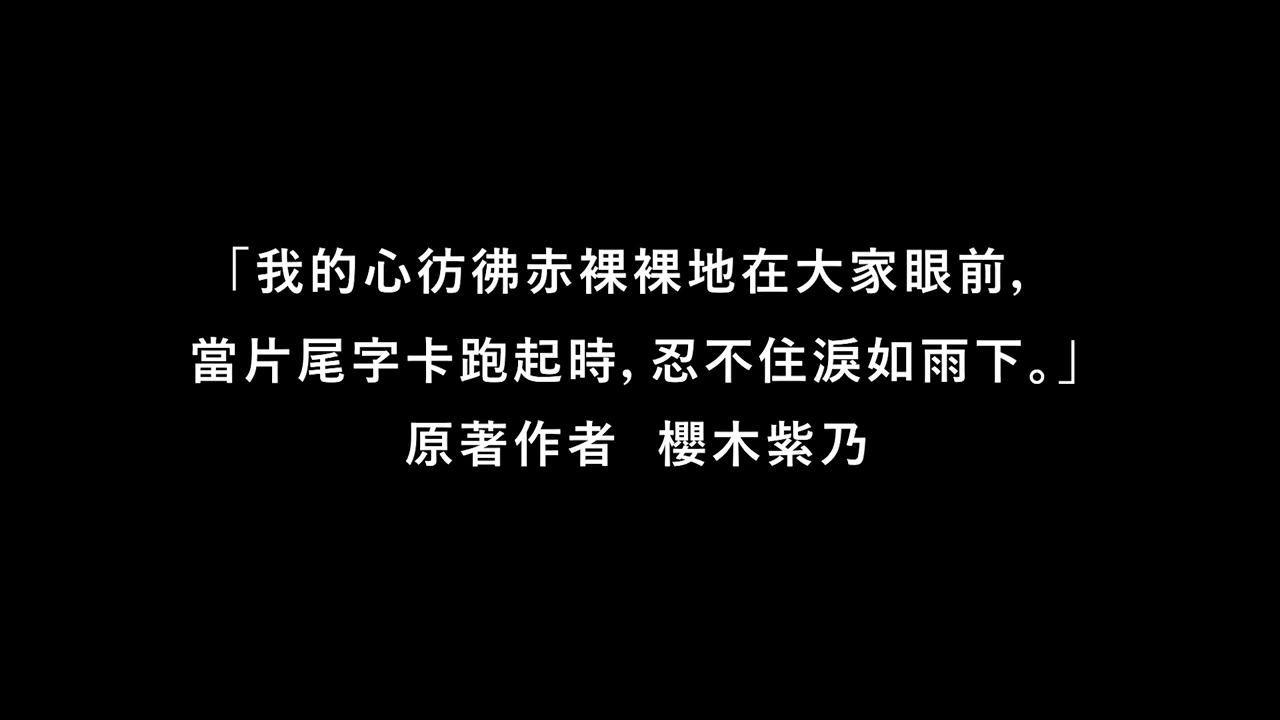 「我的心彷彿赤裸裸地在大家眼前，
當片尾字卡跑起時，忍不住淚如雨下。」
原著作者 櫻木紫乃